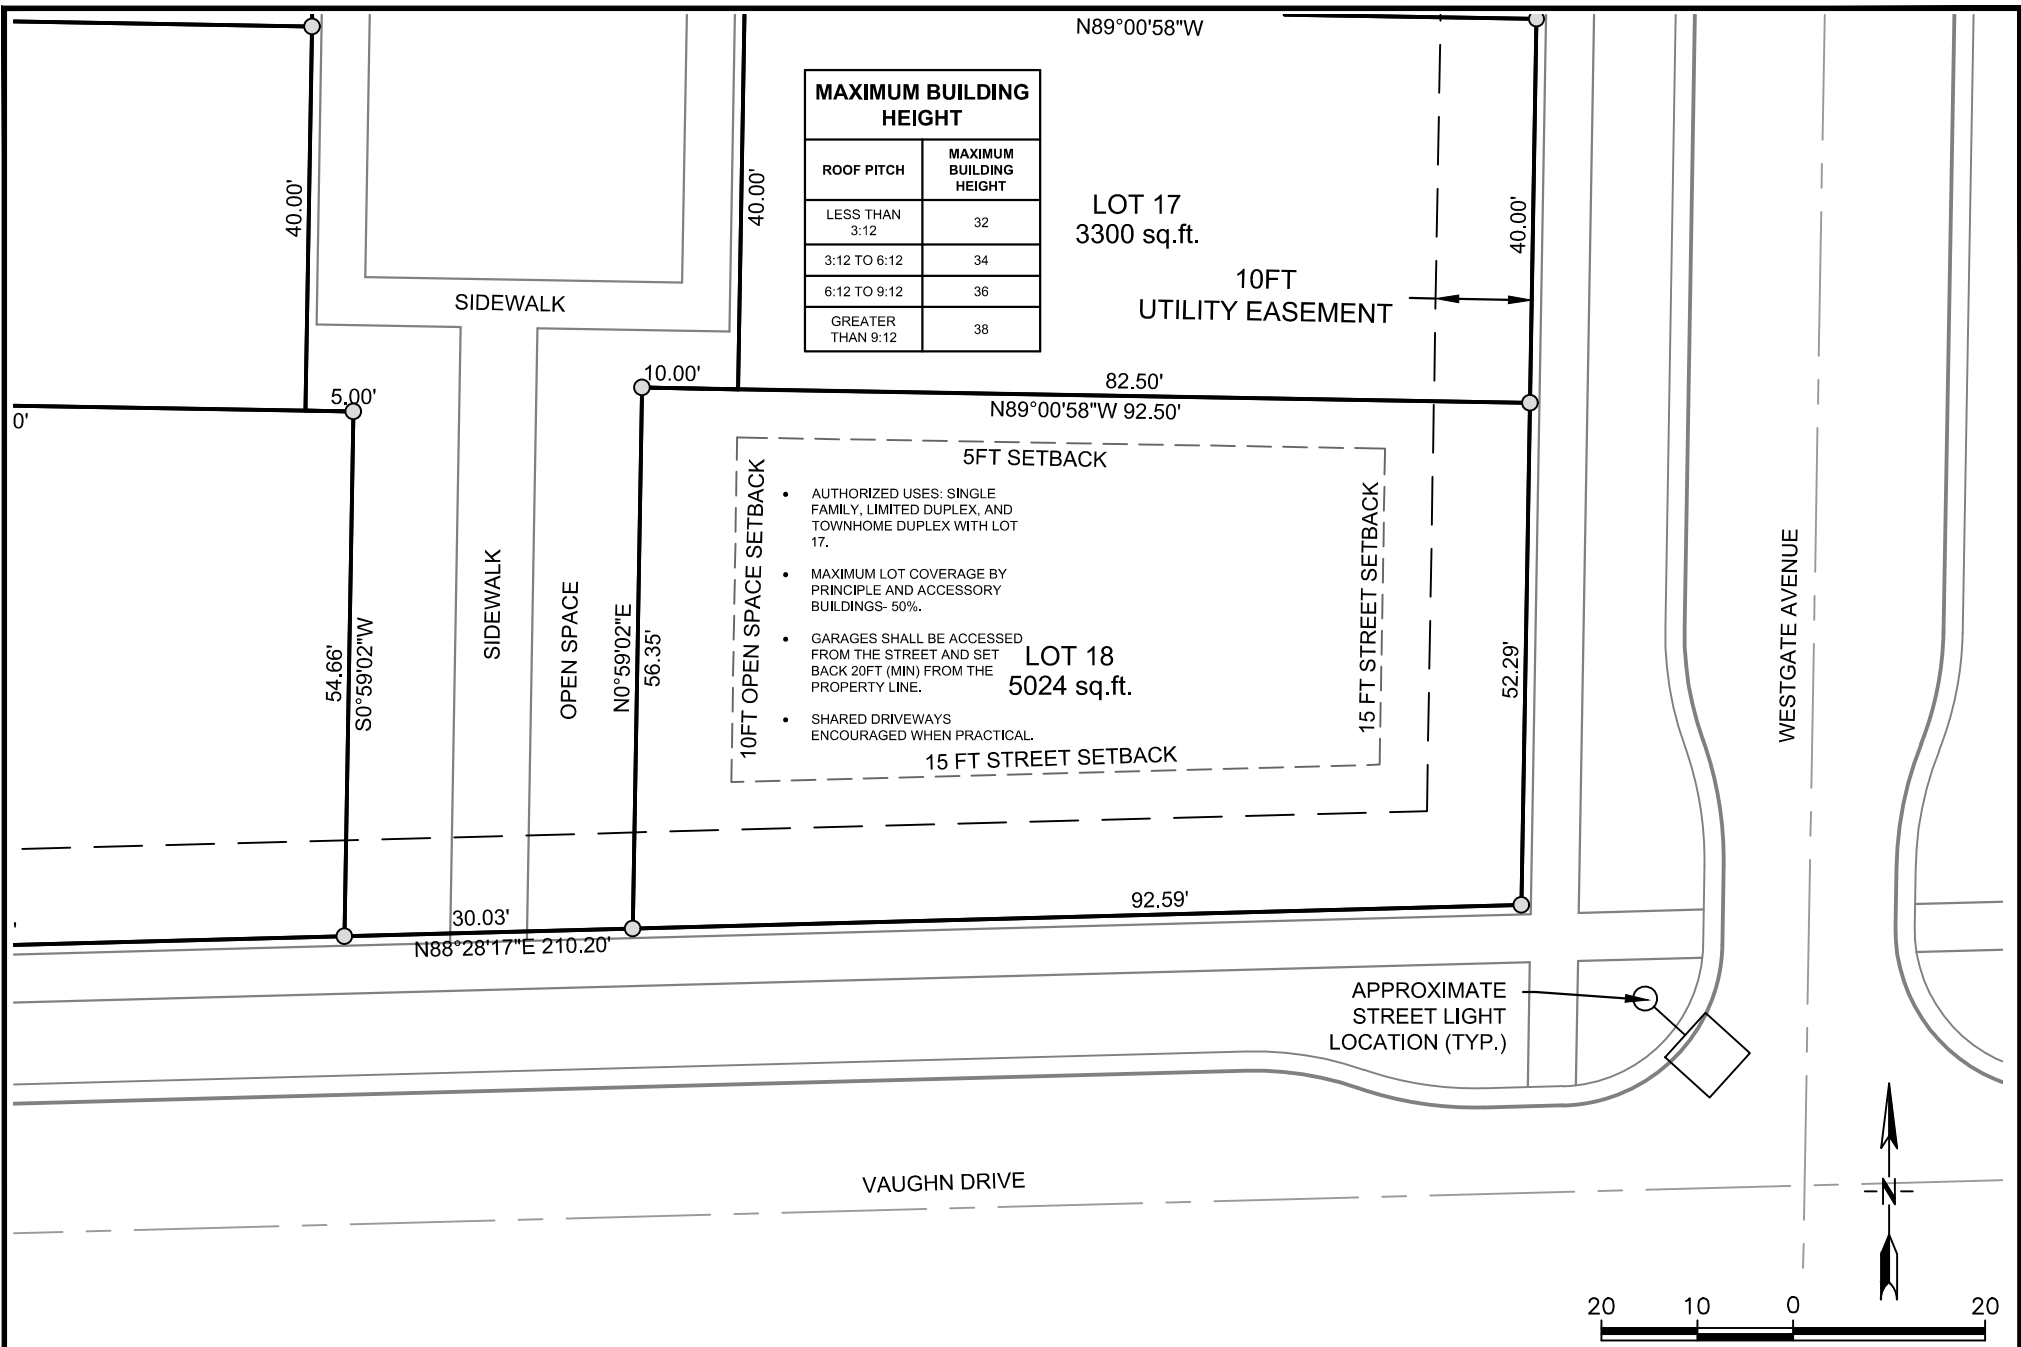 N89°00'58"W
MAXIMUM BUILDING
HEIGHT
ROOF PITCH
MAXIMUM
BUILDING
HEIGHT
LESS THAN
3:12
32
3:12 TO 6:12
34
6:12 TO 9:12
36
GREATER
THAN 9:12
38
40.00'
40.00'
LOT 17
3300 sq.ft.
40.00'
10FT
UTILITY EASEMENT
SIDEWALK
5.00'
0'
10.00'
82.50'
N89°00'58"W 92.50'
5FT SETBACK
10FT OPEN SPACE SETBACK
• AUTHORIZED USES: SINGLE
FAMILY, LIMITED DUPLEX, AND
TOWNHOME DUPLEX WITH LOT
17.
• MAXIMUM LOT COVERAGE BY
PRINCIPLE AND ACCESSORY
BUILDINGS- 50%.
• GARAGES SHALL BE ACCESSED
FROM THE STREET AND SET
BACK 20FT (MIN) FROM THE
PROPERTY LINE.
• SHARED DRIVEWAYS
ENCOURAGED WHEN PRACTICAL.
LOT 18
5024 sq.ft.
15 FT STREET SETBACK
15 FT STREET SETBACK
54.66'
S0°59'02"W
SIDEWALK
OPEN SPACE
N0°59'02"E
56.35'
52.29'
WESTGATE AVENUE
'
30.03'
92.59'
N88°28'17"E 210.20'
APPROXIMATE
STREET LIGHT
LOCATION (TYP.)
VAUGHN DRIVE
N
20 10 0 20